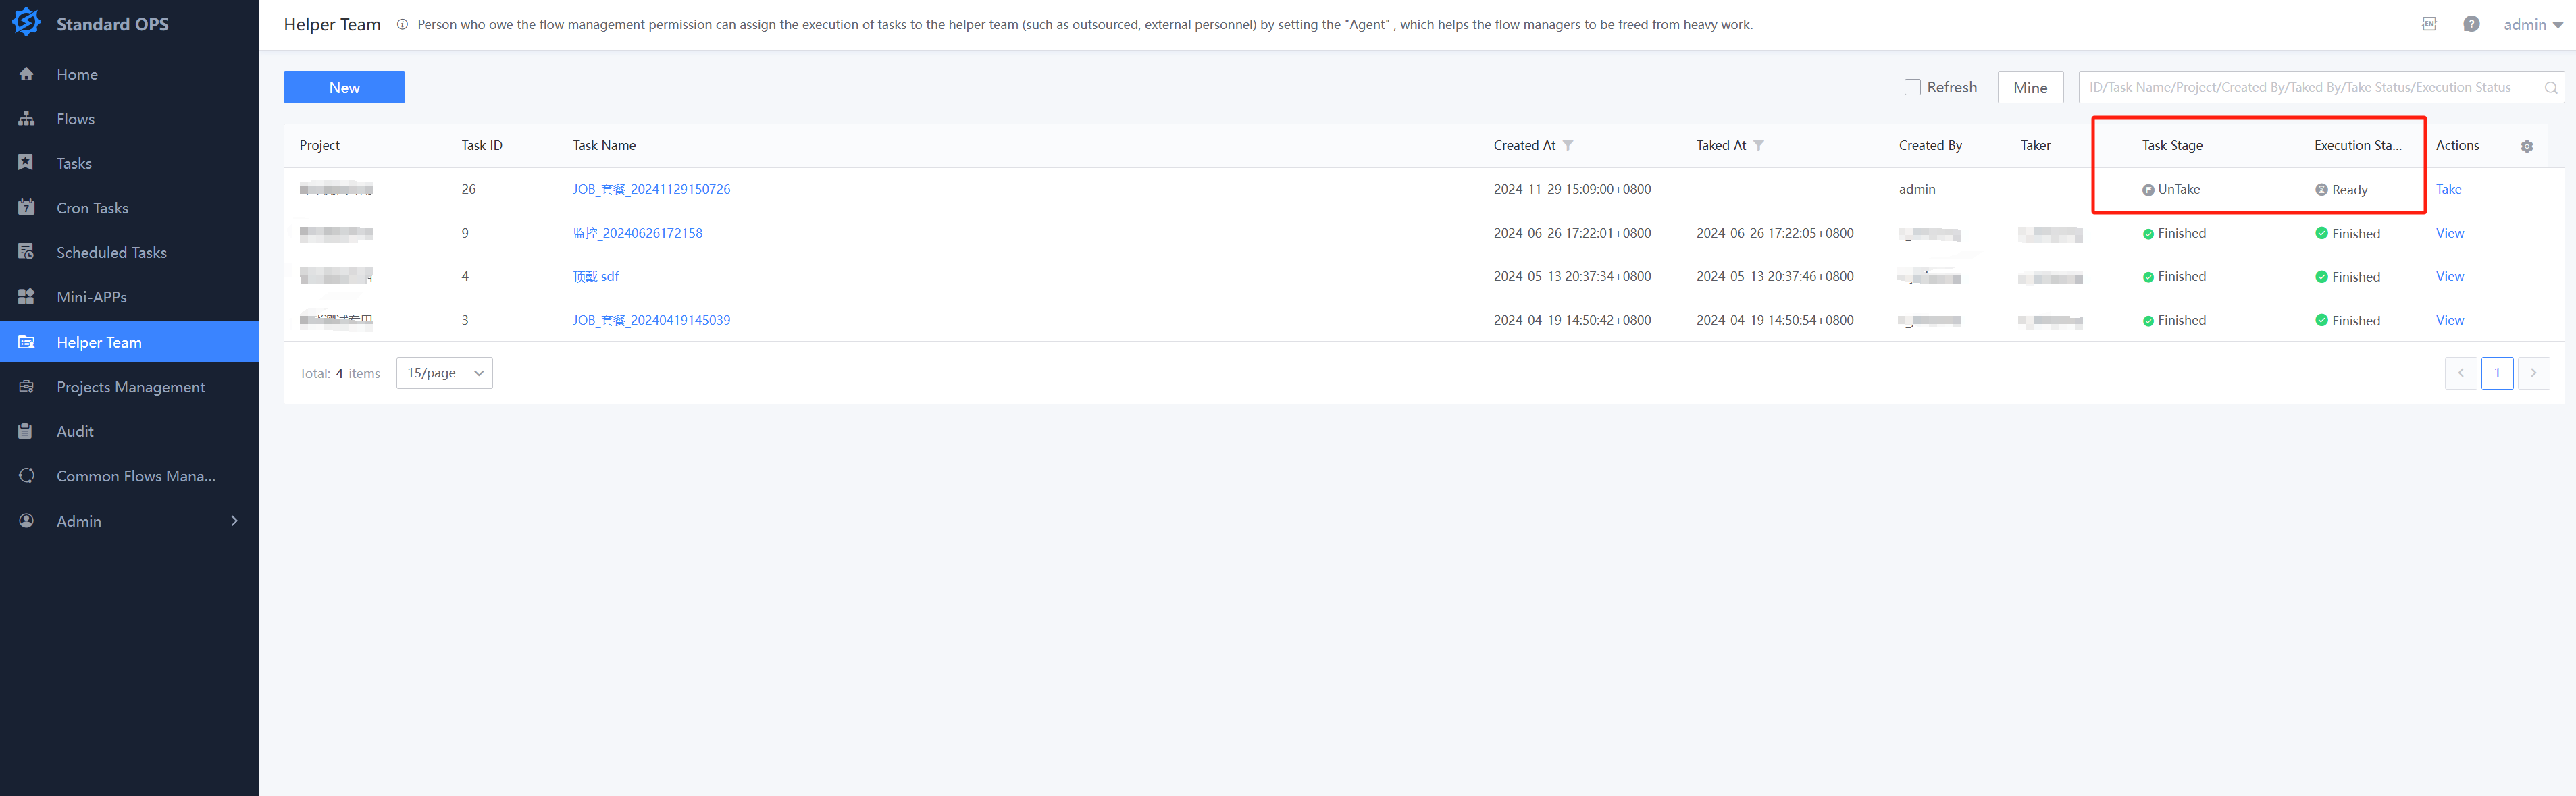 Standard OPS
Home
Flows
Tasks
Cron Tasks
Scheduled Tasks
Mini-APPs
Helper Team
Projects Management
Audit
Common Flows Mana...
Admin
Helper Team Person who owe the flow management permission can assign the execution of tasks to the helper team (such as outsourced, external personnel) by setting the "Agent" , which helps the flow managers to be freed from heavy work.
EN ? admin
New Refresh Mine ID/Task Name/Project/Created By/Taked By/Take Status/Execution Status
Project Task ID Task Name Created At Taked At Created By Taker Task Stage Execution Sta... Actions
26 JOB_套餐_20241129150726 2024-11-29 15:09:00+0800 -- admin -- UnTake Ready Take
9 监控_20240626172158 2024-06-26 17:22:01+0800 2024-06-26 17:22:05+0800 Finished Finished View
4 顶戴 sdf 2024-05-13 20:37:34+0800 2024-05-13 20:37:46+0800 Finished Finished View
3 JOB_套餐_20240419145039 2024-04-19 14:50:42+0800 2024-04-19 14:50:54+0800 Finished Finished View
Total: 4 items 15/page 1